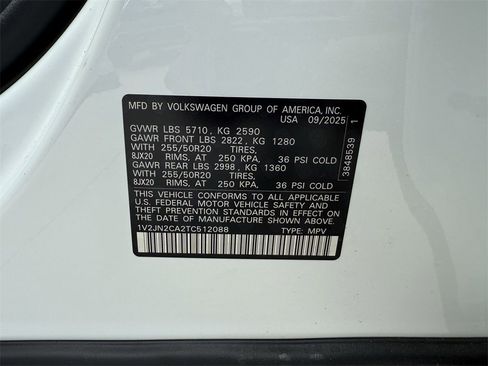 MFD. BY VOLKSWAGEN GROUP OF AMERICA, INC.
USA 09/2025
GVWR LBS 5710, KG 2590
GAWR FRONT LBS 2822, KG 1280
WITH 255/50R20 TIRES,
8JX20 RIMS, AT 250 KPA, 36 PSI COLD
GAWR REAR LBS 2998, KG 1360
WITH 255/50R20 TIRES,
8JX20 RIMS, AT 250 KPA, 36 PSI COLD
THIS VEHICLE CONFORMS TO ALL APPLICABLE
U.S. FEDERAL MOTOR VEHICLE SAFETY AND
THEFT PREVENTION STANDARDS IN EFFECT ON
THE DATE OF MANUFACTURE SHOWN ABOVE.
1V2JN2CA2TC512088 TYPE: MPV
3848539 1